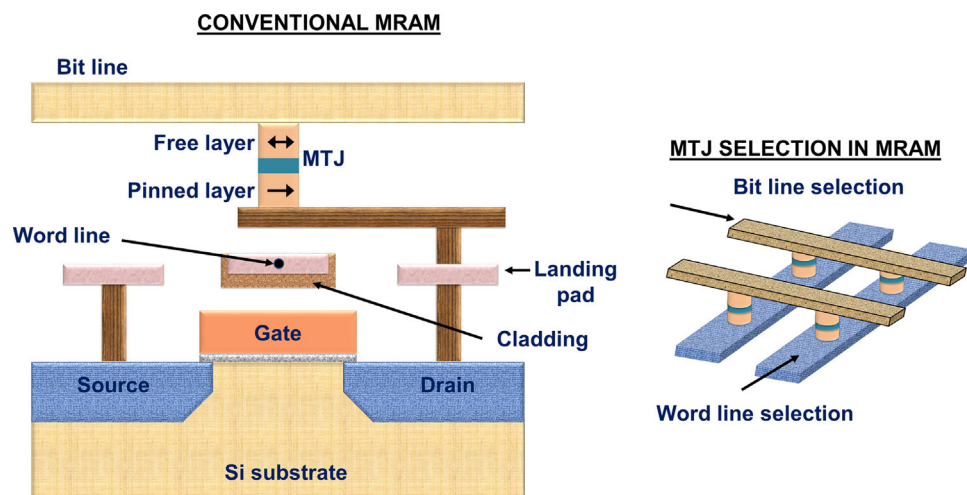 CONVENTIONAL MRAM
Bit line
Free layer
MTJ
Pinned layer
Word line
Landing
pad
Gate
Cladding
Source
Drain
Si substrate
MTJ SELECTION IN MRAM
Bit line selection
Word line selection